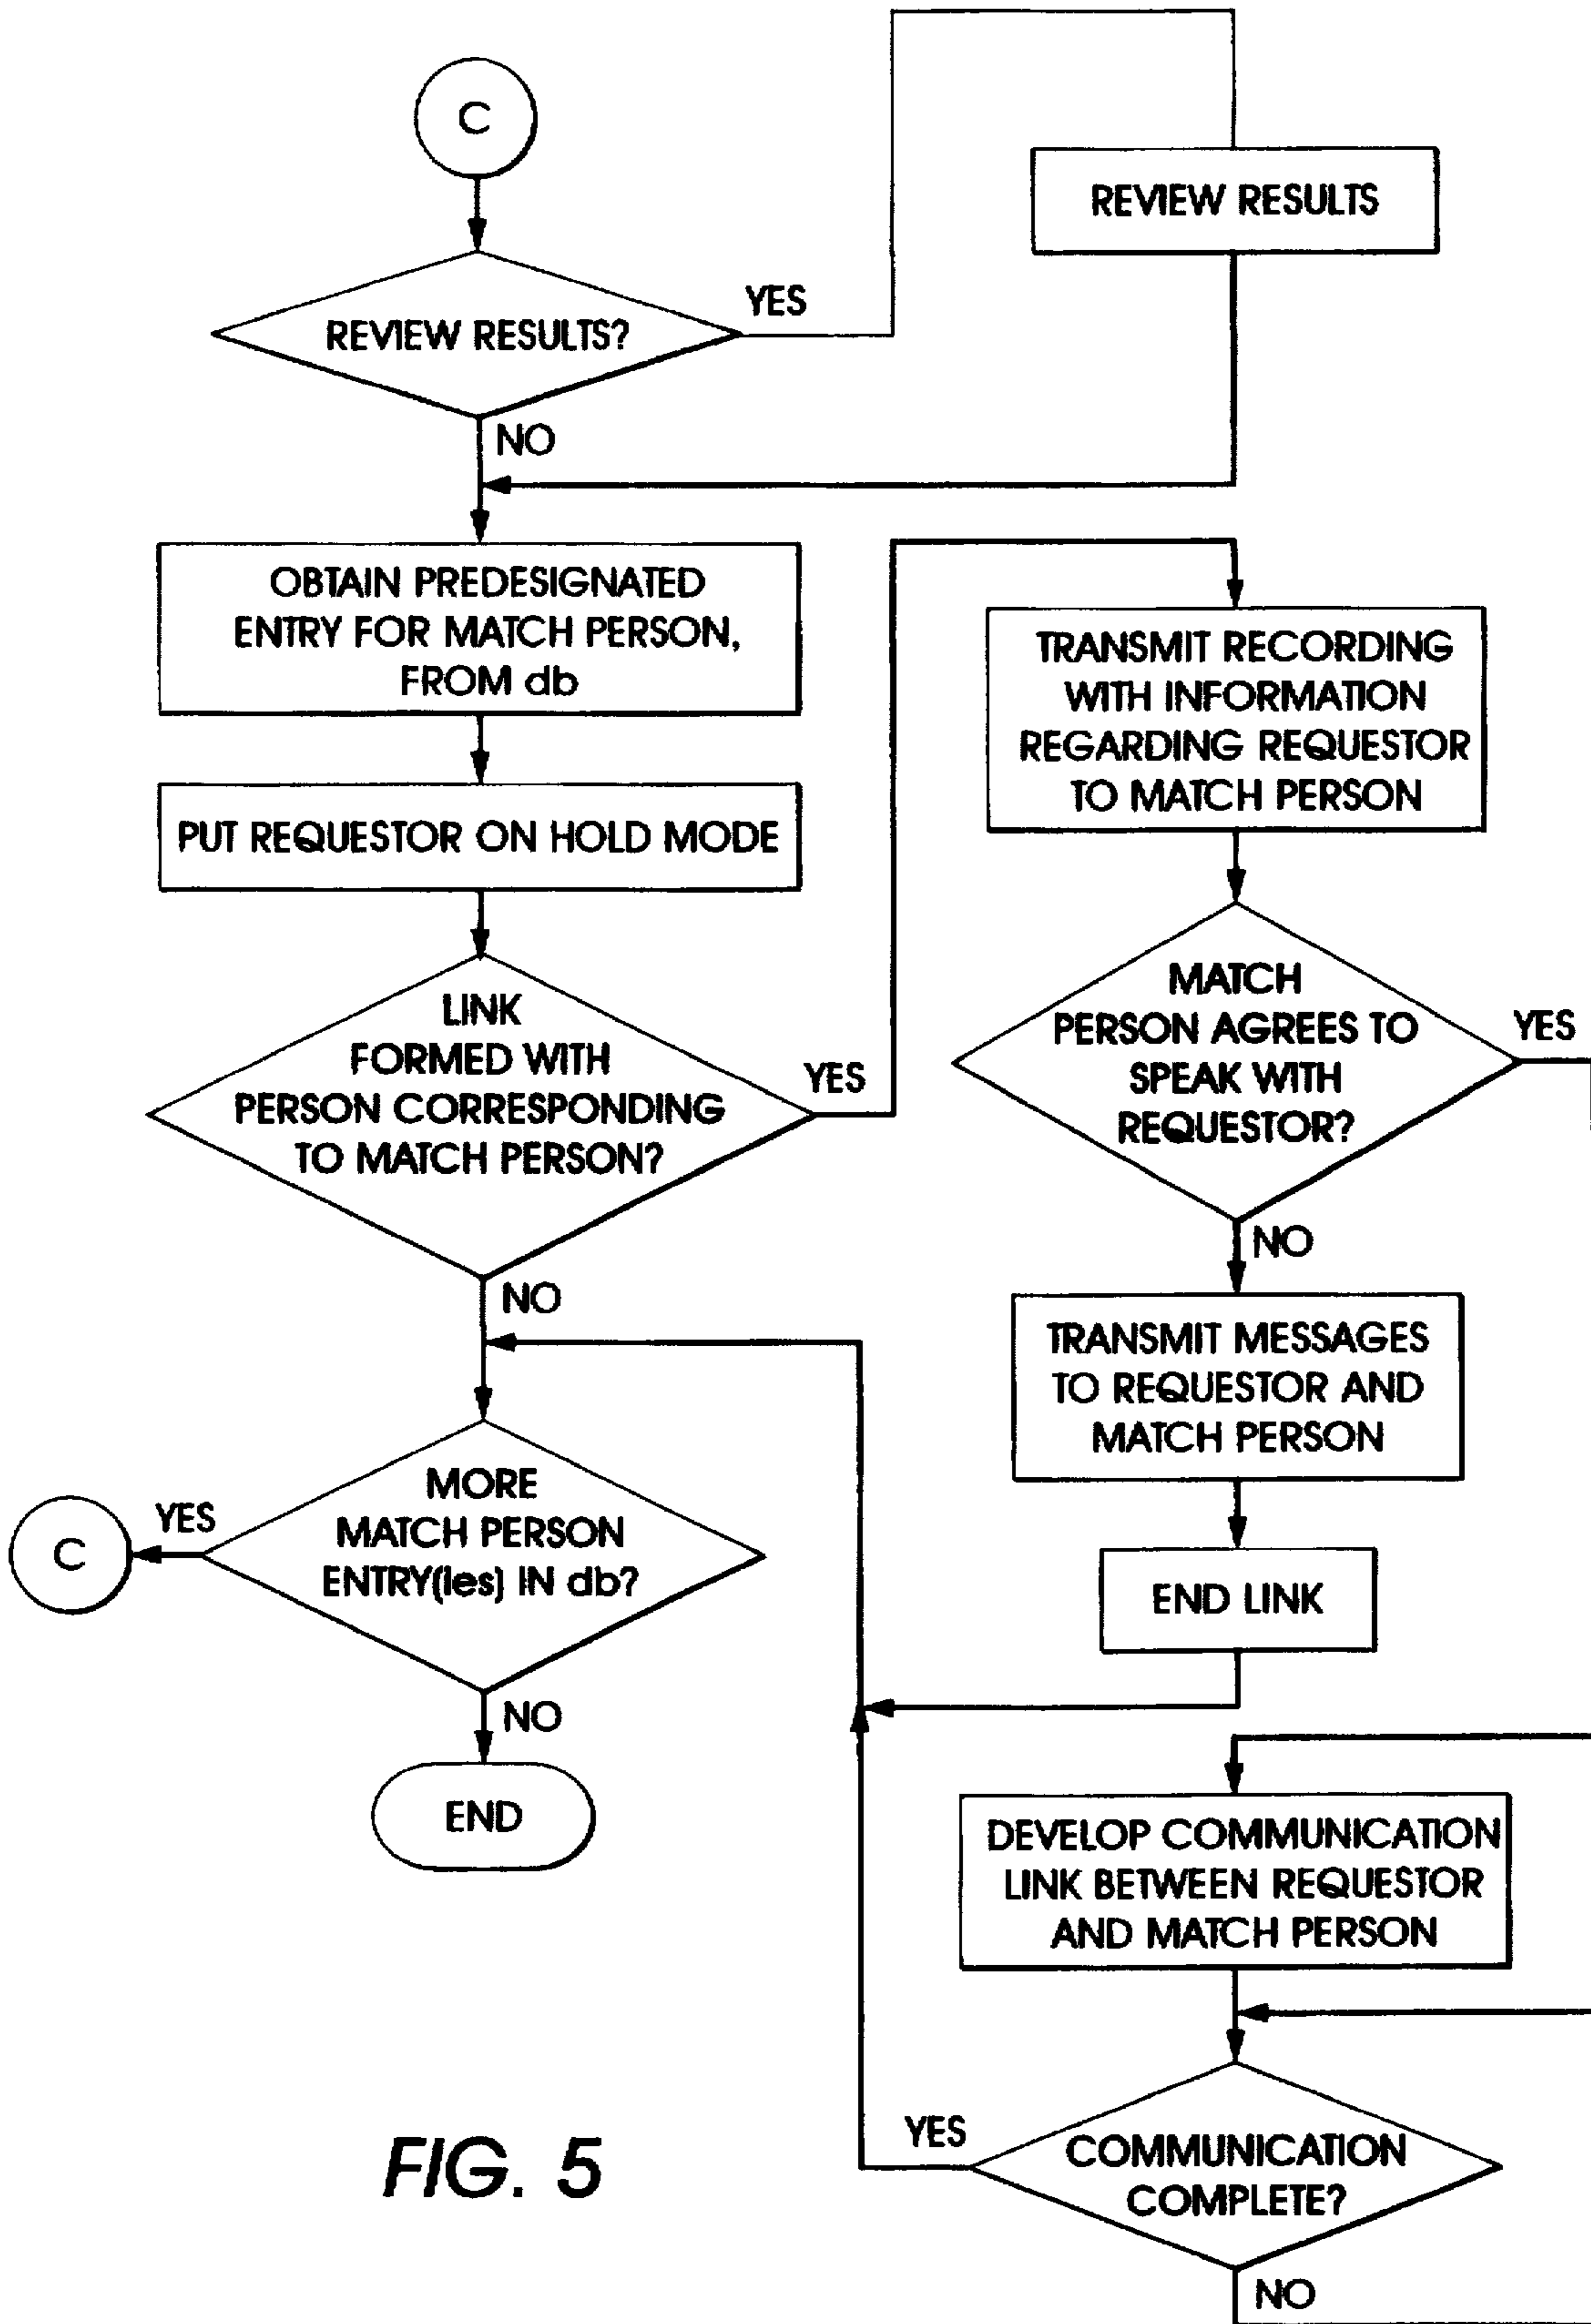 C
REVIEW RESULTS?
YES
REVIEW RESULTS
NO
OBTAIN PREDESIGNATED
ENTRY FOR MATCH PERSON,
FROM db
PUT REQUESTOR ON HOLD MODE
LINK
FORMED WITH
PERSON CORRESPONDING
TO MATCH PERSON?
YES
NO
TRANSMIT RECORDING
WITH INFORMATION
REGARDING REQUESTOR
TO MATCH PERSON
MATCH
PERSON AGREES TO
SPEAK WITH
REQUESTOR?
YES
NO
TRANSMIT MESSAGES
TO REQUESTOR AND
MATCH PERSON
END LINK
MORE
MATCH PERSON
ENTRY(ies) IN db?
YES
C
NO
END
DEVELOP COMMUNICATION
LINK BETWEEN REQUESTOR
AND MATCH PERSON
COMMUNICATION
COMPLETE?
YES
NO
FIG. 5